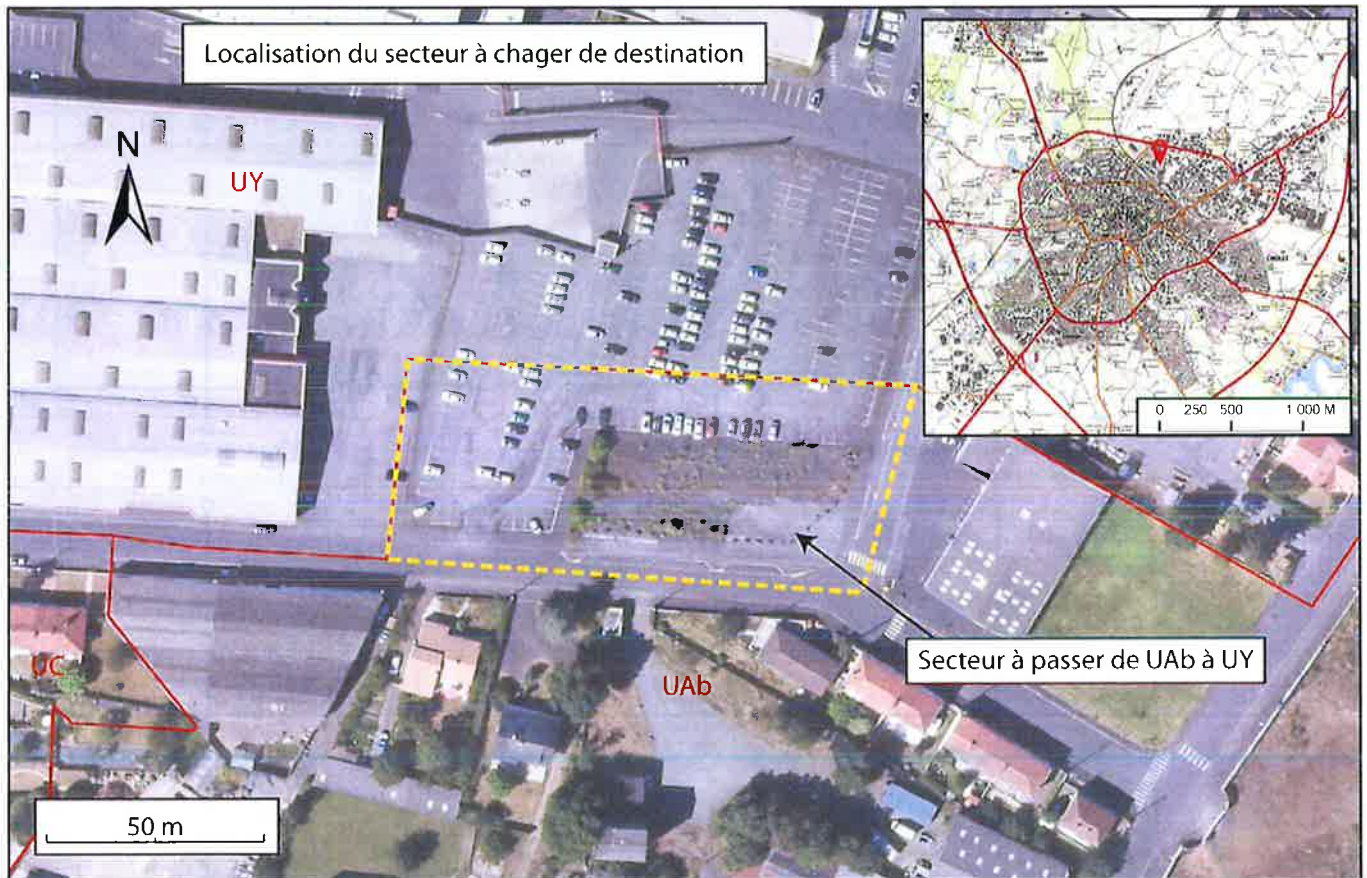 Localisation du secteur à chager de destination
N
UY
0 250 500 1 000 M
Secteur à passer de UAb à UY
UC
UAb
50 m